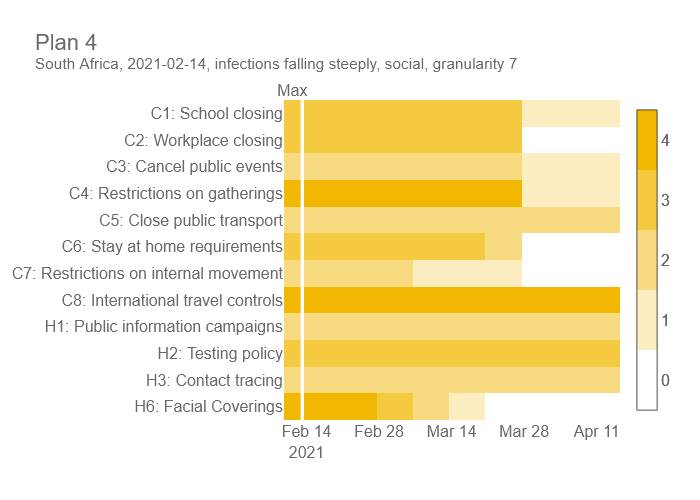 Plan 4
South Africa, 2021-02-14, infections falling steeply, social, granularity 7
Max
C1: School closing
C2: Workplace closing
C3: Cancel public events
C4: Restrictions on gatherings
C5: Close public transport
C6: Stay at home requirements
C7: Restrictions on internal movement
C8: International travel controls
H1: Public information campaigns
H2: Testing policy
H3: Contact tracing
H6: Facial Coverings
Feb 14 Feb 28 Mar 14 Mar 28 Apr 11
2021
4
3
2
1
0